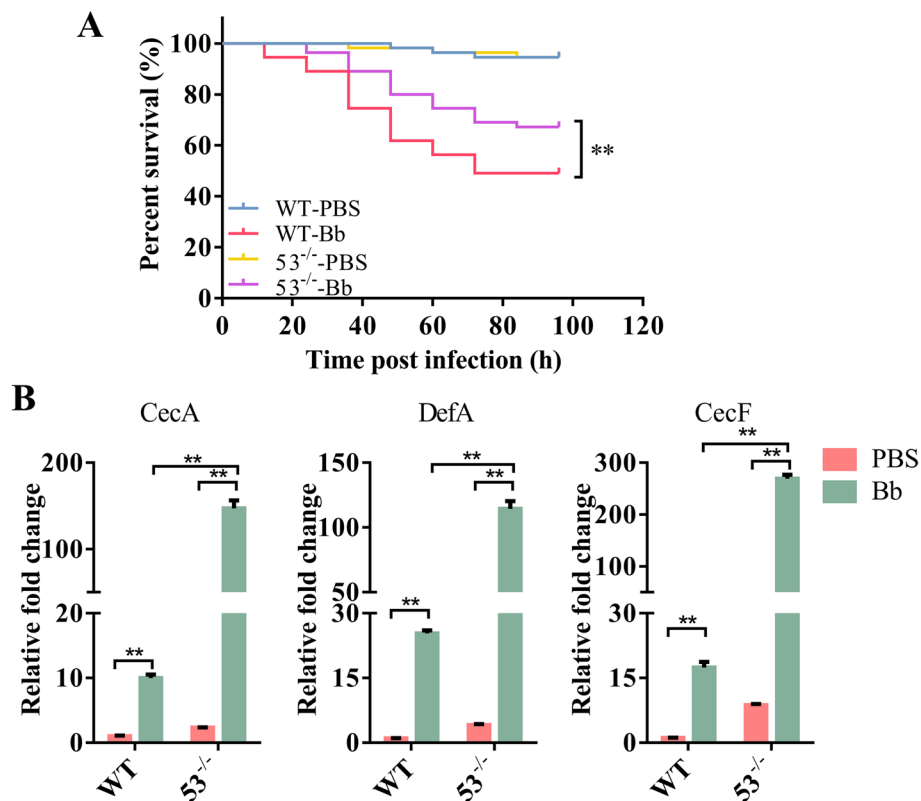 A
Percent survival (%)
100
80
60
40
20
0
WT-PBS
WT-Bb
53-/--PBS
53-/--Bb
**
0 20 40 60 80 100 120
Time post infection (h)
B
CecA
Relative fold change
200
150
100
20
10
0
**
**
**
WT 53-/-
DefA
Relative fold change
150
100
50
30
15
0
**
**
**
WT 53-/-
CecF
Relative fold change
300
200
100
30
15
0
**
**
**
WT 53-/-
PBS
Bb